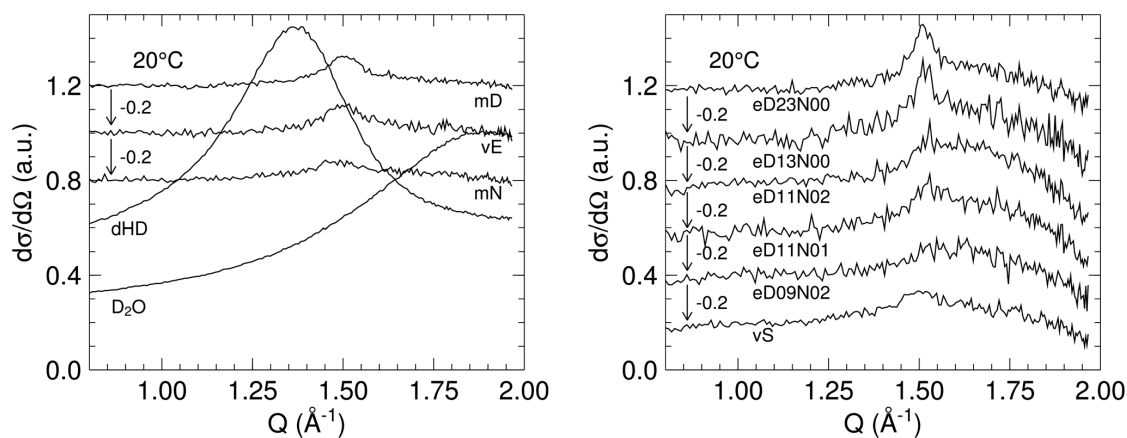 20°C
1.2
0.8
0.4
0.0
dσ/dΩ (a.u.)
-0.2
-0.2
mD
vE
mN
dHD
D₂O
1.00 1.25 1.50 1.75 2.00
Q (Å⁻¹)
20°C
1.2
0.8
0.4
0.0
dσ/dΩ (a.u.)
eD23N00
-0.2
eD13N00
-0.2
eD11N02
-0.2
eD11N01
-0.2
eD09N02
-0.2
vS
1.00 1.25 1.50 1.75 2.00
Q (Å⁻¹)